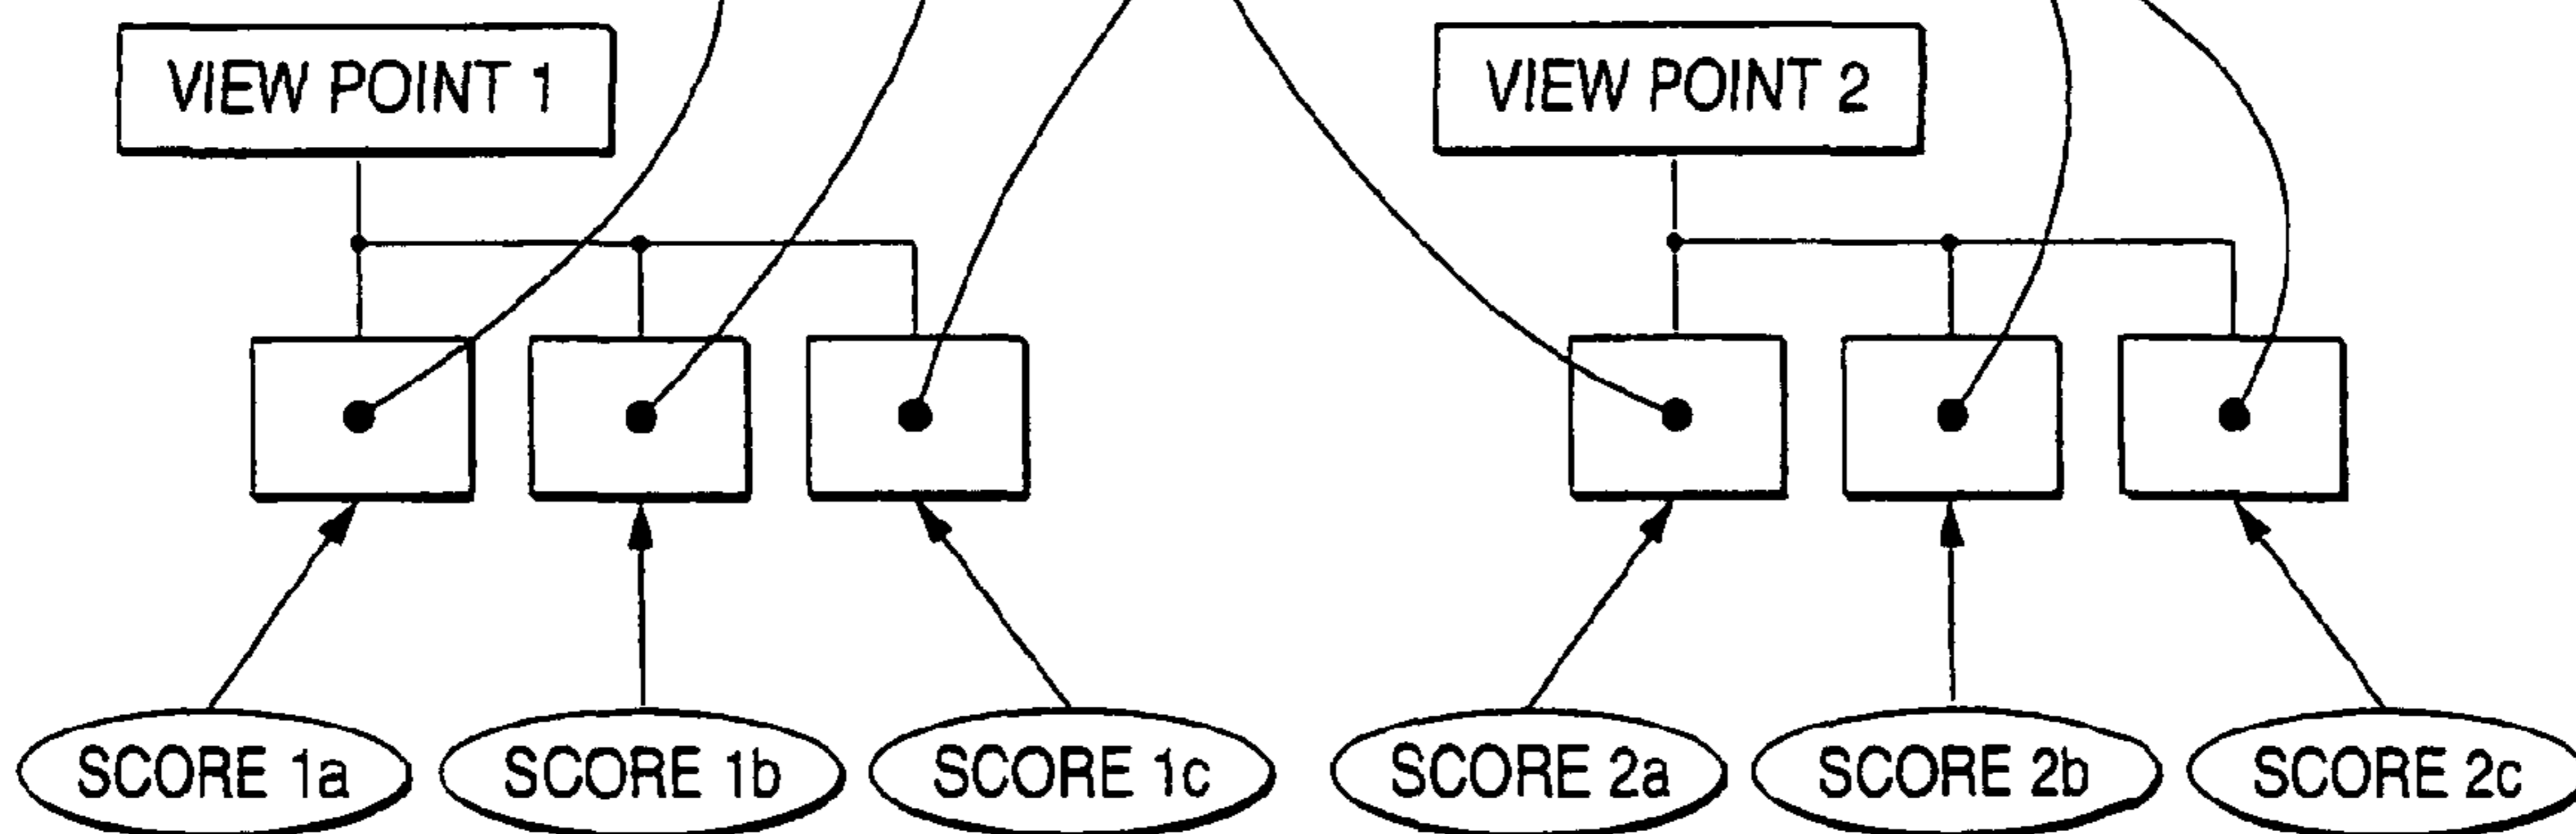 VIEW POINT 1
VIEW POINT 2
SCORE 1a
SCORE 1b
SCORE 1c
SCORE 2a
SCORE 2b
SCORE 2c